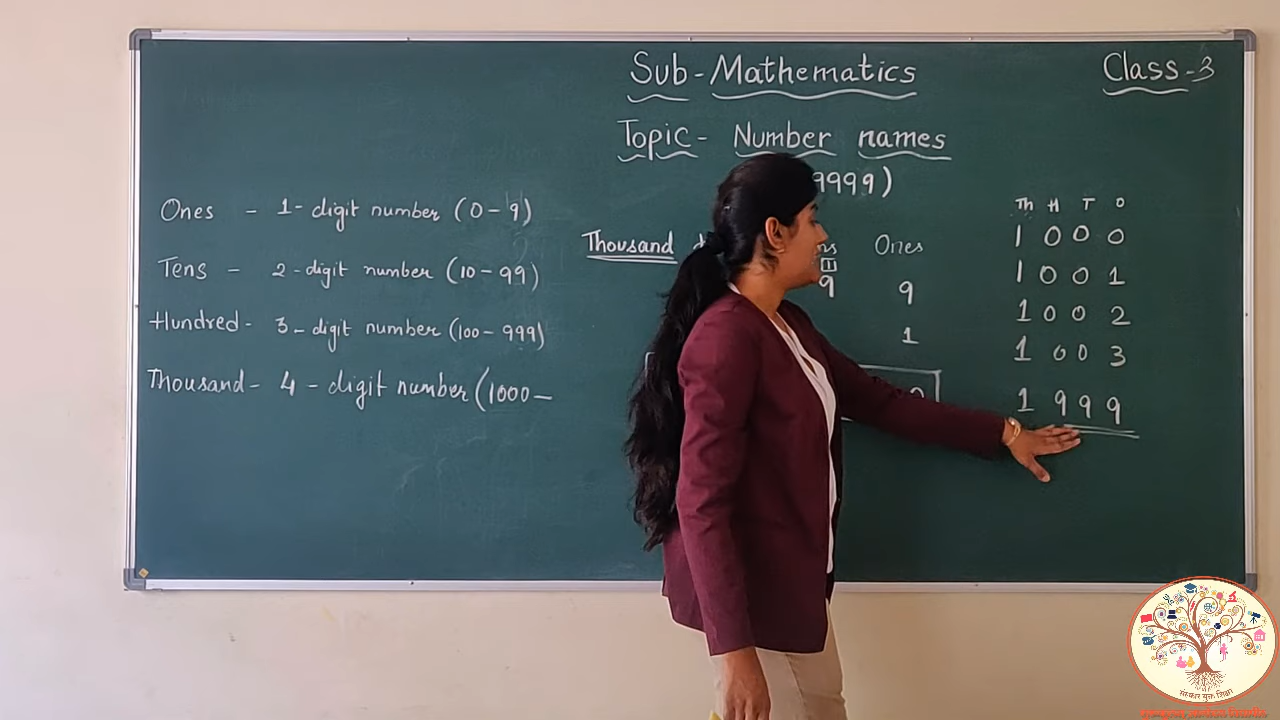 Sub - Mathematics
Class - 3
Topic - Number names
9999)
Ones - 1 - digit number (0 - 9)
Tens - 2 - digit number (10 - 99)
Hundred - 3 - digit number (100 - 999)
Thousand - 4 - digit number (1000 -
Thousand Ones
1
9 9
1
Th H T O
1 0 0 0
1 0 0 1
1 0 0 2
1 0 0 3
1 9 9 9
संस्कार युक्त शिक्षा